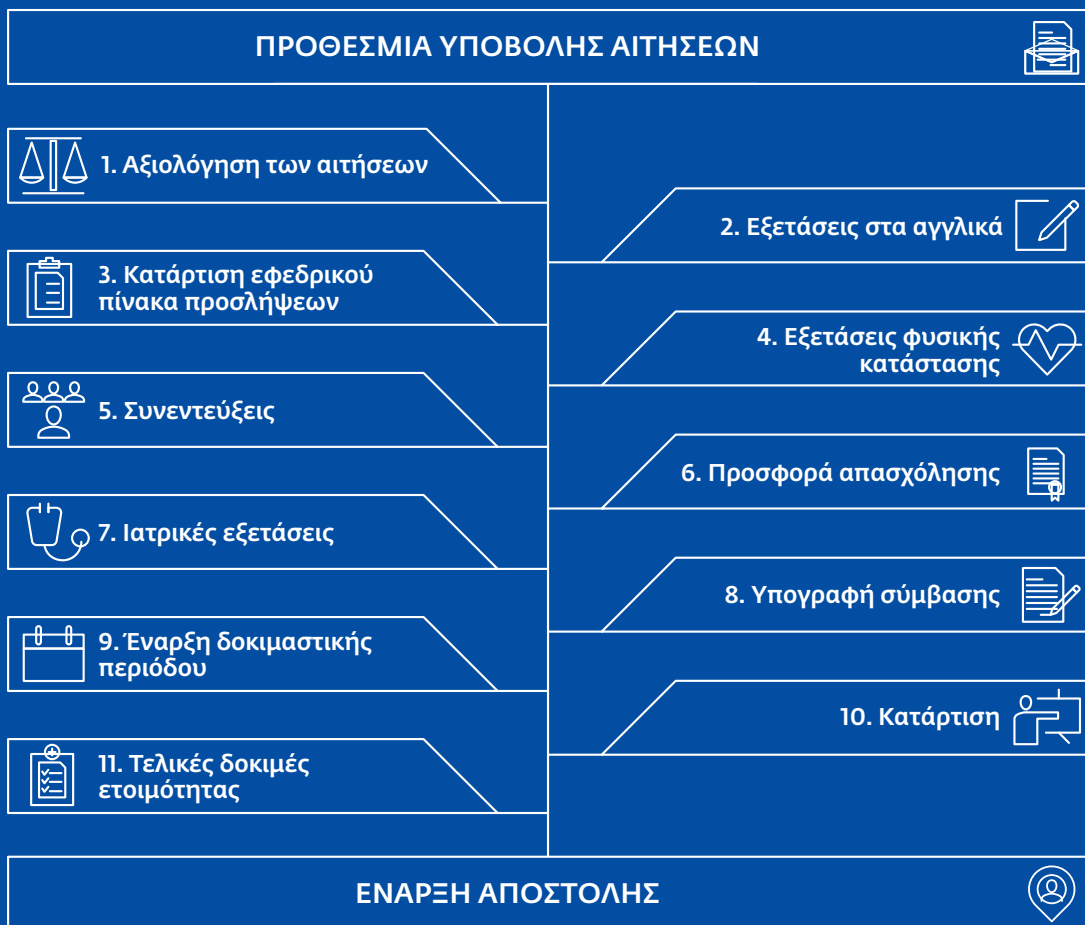 ΠΡΟΘΕΣΜΙΑ ΥΠΟΒΟΛΗΣ ΑΙΤΗΣΕΩΝ
1. Αξιολόγηση των αιτήσεων
2. Εξετάσεις στα αγγλικά
3. Κατάρτιση εφεδρικού
πίνακα προσλήψεων
4. Εξετάσεις φυσικής
κατάστασης
5. Συνεντεύξεις
6. Προσφορά απασχόλησης
7. Ιατρικές εξετάσεις
8. Υπογραφή σύμβασης
9. Έναρξη δοκιμαστικής
περιόδου
10. Κατάρτιση
11. Τελικές δοκιμές
ετοιμότητας
ΕΝΑΡΞΗ ΑΠΟΣΤΟΛΗΣ